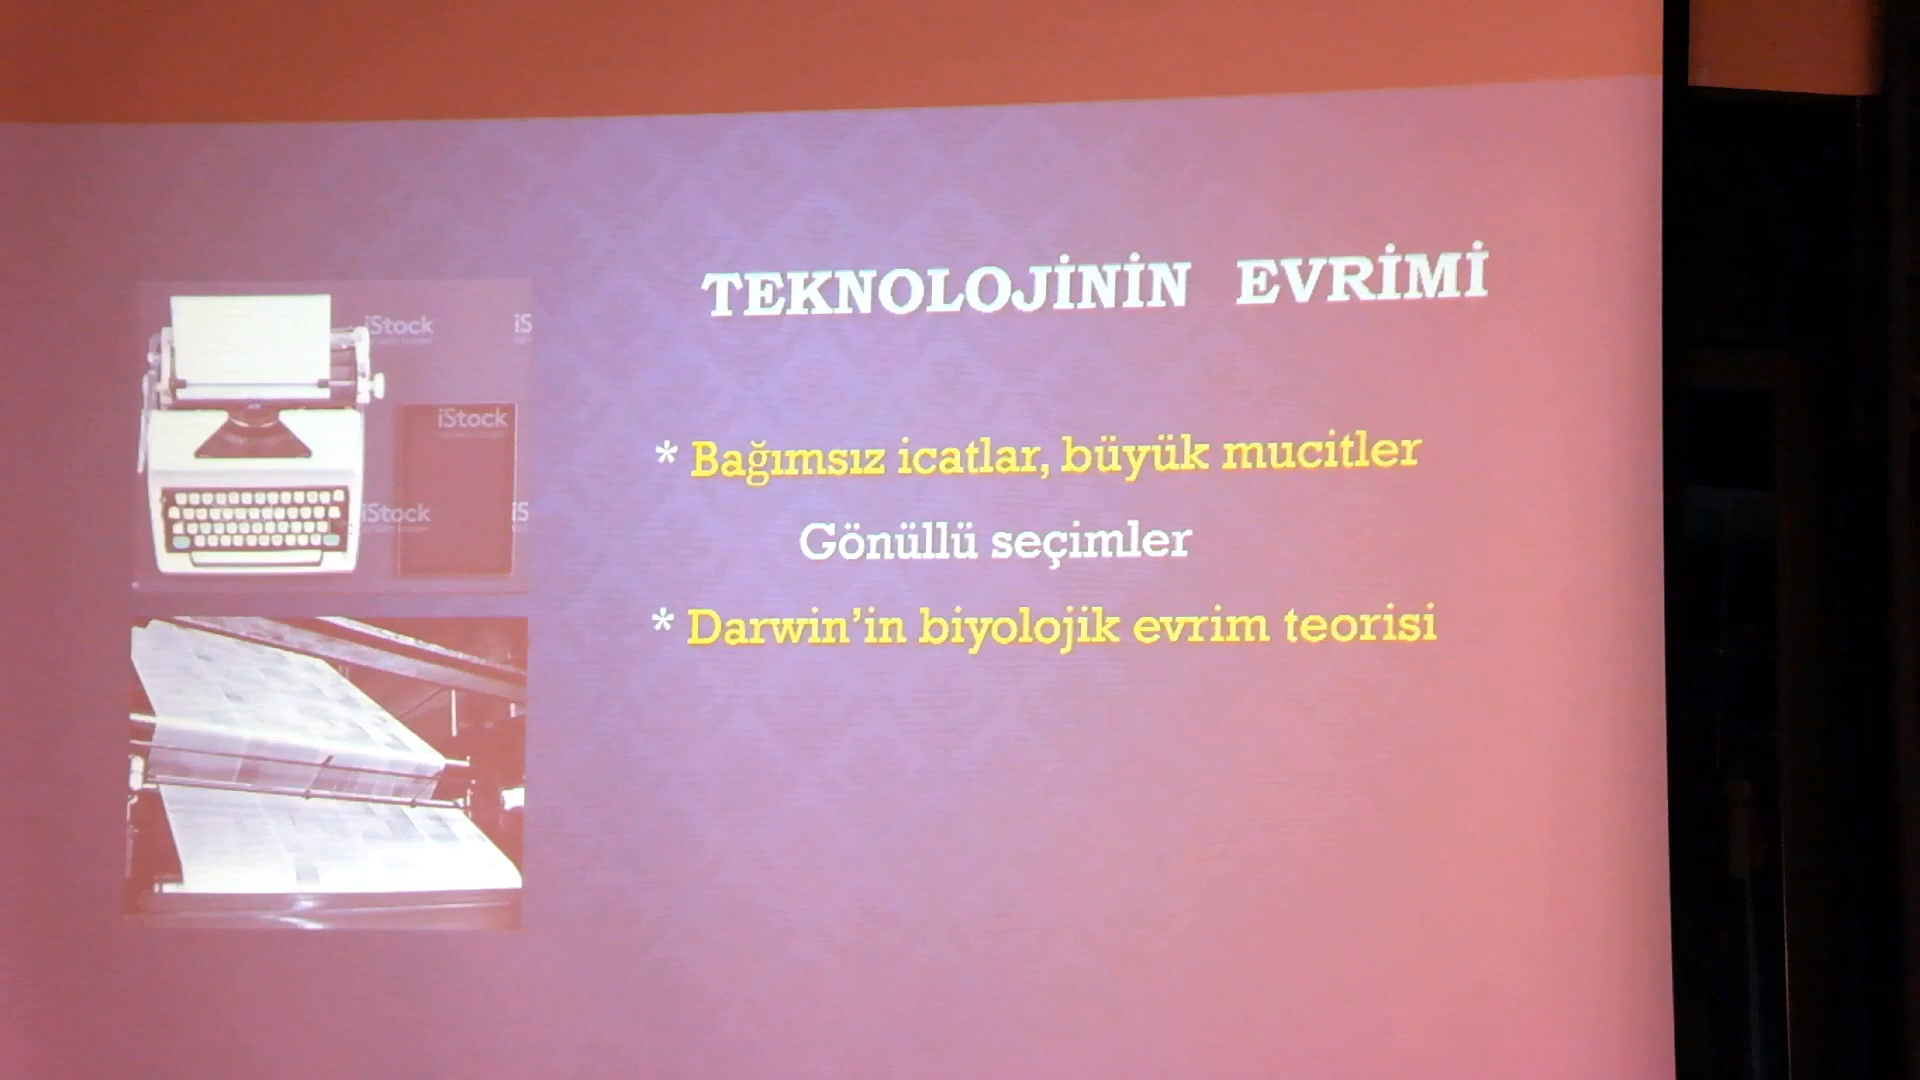 TEKNOLOJİNİN EVRİMİ
iStock
iS
iStock
iStock
iS
* Bağımsız icatlar, büyük mucitler
Gönüllü seçimler
* Darwin'in biyolojik evrim teorisi